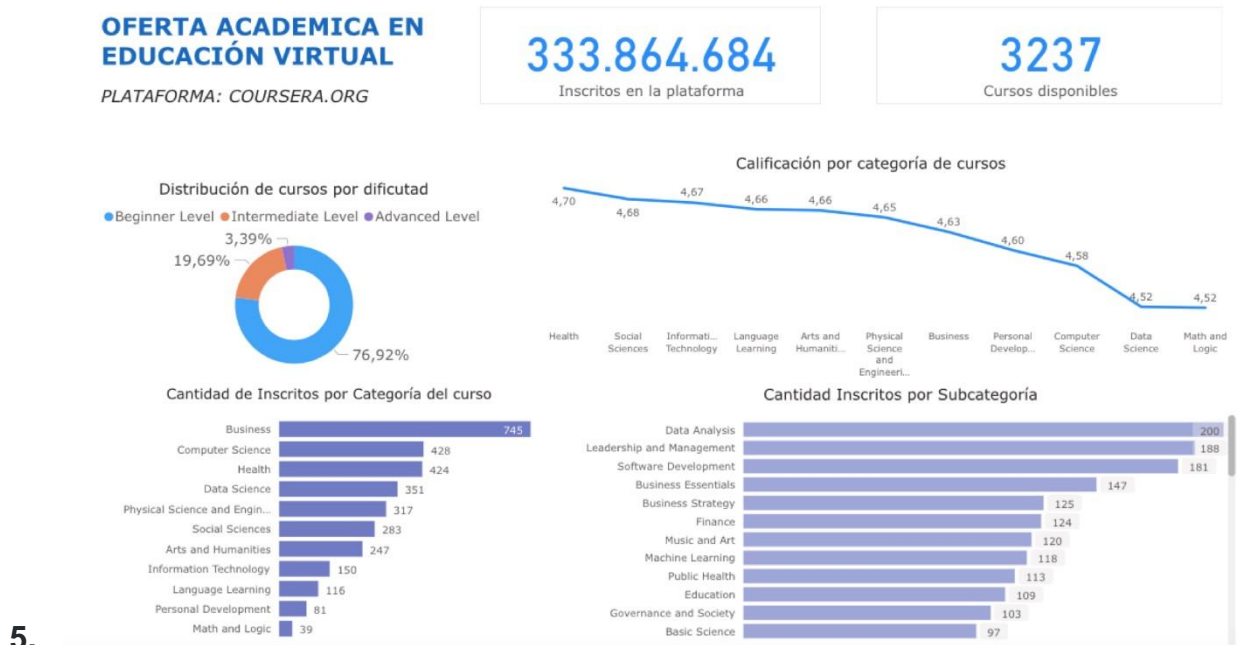 OFERTA ACADEMICA EN
EDUCACIÓN VIRTUAL
PLATAFORMA: COURSERA.ORG
333.864.684
Inscritos en la plataforma
3237
Cursos disponibles
Distribución de cursos por dificutad
Beginner Level Intermediate Level Advanced Level
3,39%
19,69%
76,92%
Calificación por categoría de cursos
4,70
4,68
4,67
4,66
4,66
4,65
4,63
4,60
4,58
4,52
4,52
Health
Social
Sciences
Informati...
Technology
Language
Learning
Arts and
Humaniti...
Physical
Science
and
Engineeri...
Business
Personal
Develop...
Computer
Science
Data
Science
Math and
Logic
Cantidad de Inscritos por Categoría del curso
Business 745
Computer Science 428
Health 424
Data Science 351
Physical Science and Engin... 317
Social Sciences 283
Arts and Humanities 247
Information Technology 150
Language Learning 116
Personal Development 81
Math and Logic 39
Cantidad Inscritos por Subcategoría
Data Analysis 200
Leadership and Management 188
Software Development 181
Business Essentials 147
Business Strategy 125
Finance 124
Music and Art 120
Machine Learning 118
Public Health 113
Education 109
Governance and Society 103
Basic Science 97
5.